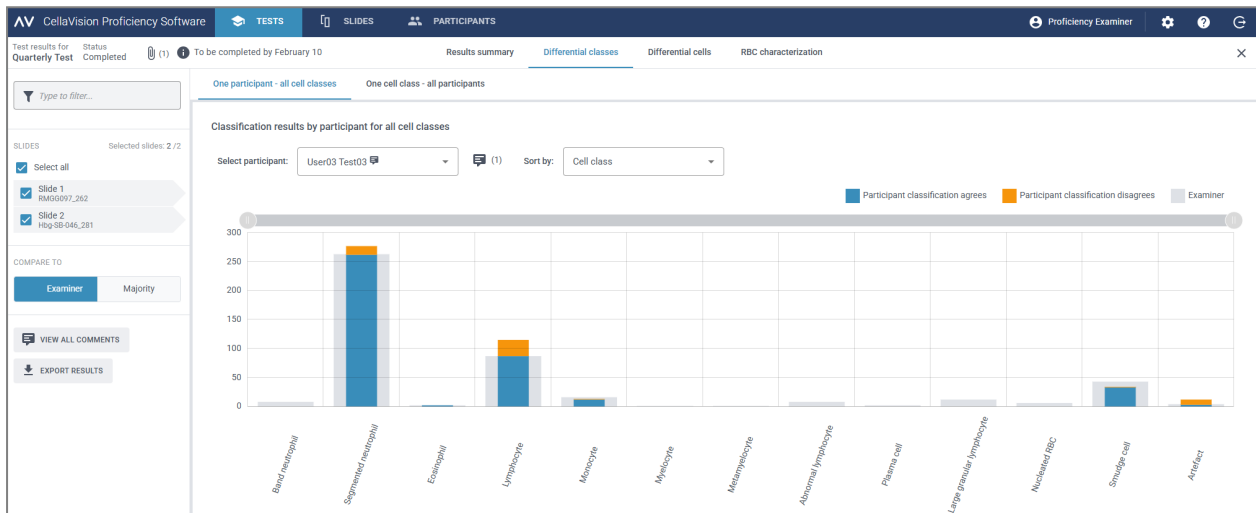 AV CellaVision Proficiency Software TESTS SLIDES PARTICIPANTS Proficiency Examiner
Test results for Status
Quarterly Test Completed (1) To be completed by February 10 Results summary Differential classes Differential cells RBC characterization
Type to filter...
One participant - all cell classes One cell class - all participants
Classification results by participant for all cell classes
SLIDES Selected slides: 2 /2
Select participant: User03 Test03 (1) Sort by: Cell class
Select all
Slide 1
RMGG097_262
Slide 2
Hbg-SB-046_281
Participant classification agrees Participant classification disagrees Examiner
COMPARE TO
Examiner Majority
VIEW ALL COMMENTS
EXPORT RESULTS
300
250
200
150
100
50
0
Band neutrophil
Segmented neutrophil
Eosinophil
Lymphocyte
Monocyte
Myelocyte
Metamyelocyte
Abnormal lymphocyte
Plasma cell
Large granular lymphocyte
Nucleated RBC
Smudge cell
Artefact